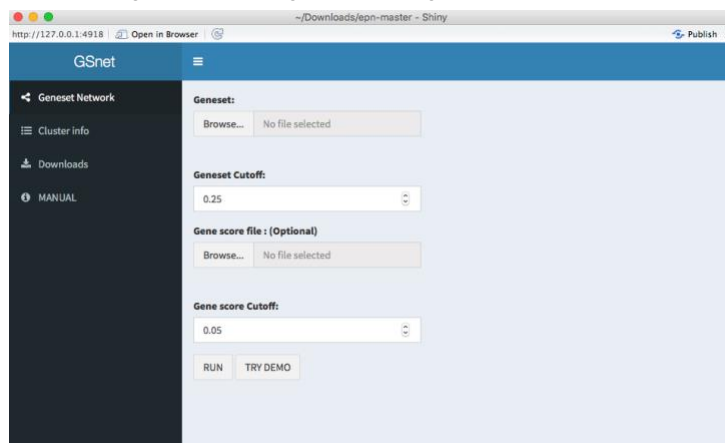 ~/Downloads/epn-master - Shiny
http://127.0.0.1:4918 Open in Browser Publish
GSnet
Geneset Network
Cluster info
Downloads
MANUAL
Geneset:
Browse... No file selected
Geneset Cutoff:
0.25
Gene score file : (Optional)
Browse... No file selected
Gene score Cutoff:
0.05
RUN TRY DEMO